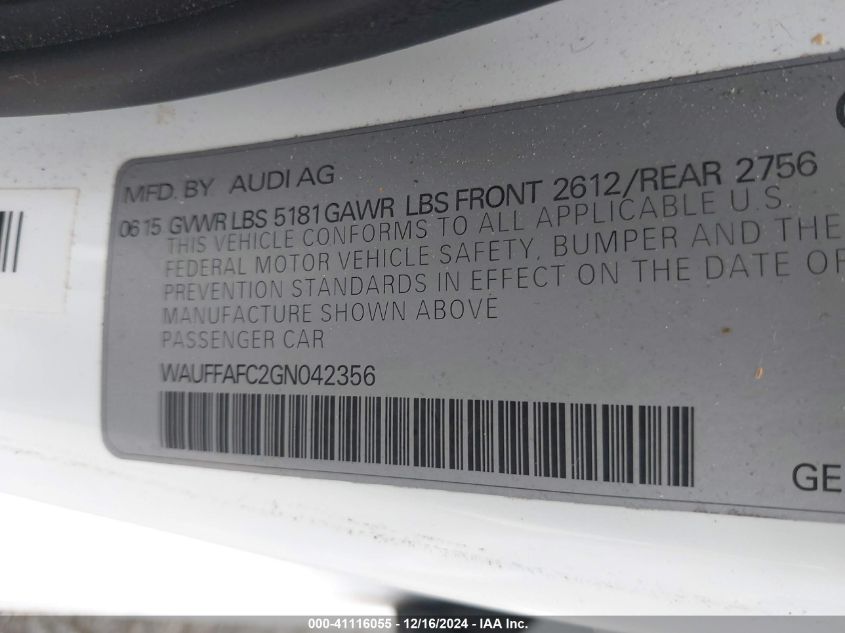 MFD. BY AUDI AG
0615 GVWR LBS 5181 GAWR LBS FRONT 2612/REAR 2756
THIS VEHICLE CONFORMS TO ALL APPLICABLE U.S
FEDERAL MOTOR VEHICLE SAFETY, BUMPER AND THE
PREVENTION STANDARDS IN EFFECT ON THE DATE OF
MANUFACTURE SHOWN ABOVE
PASSENGER CAR
WAUFFAFC2GN042356
GE
000-41116055 — 12/16/2024 — IAA Inc.